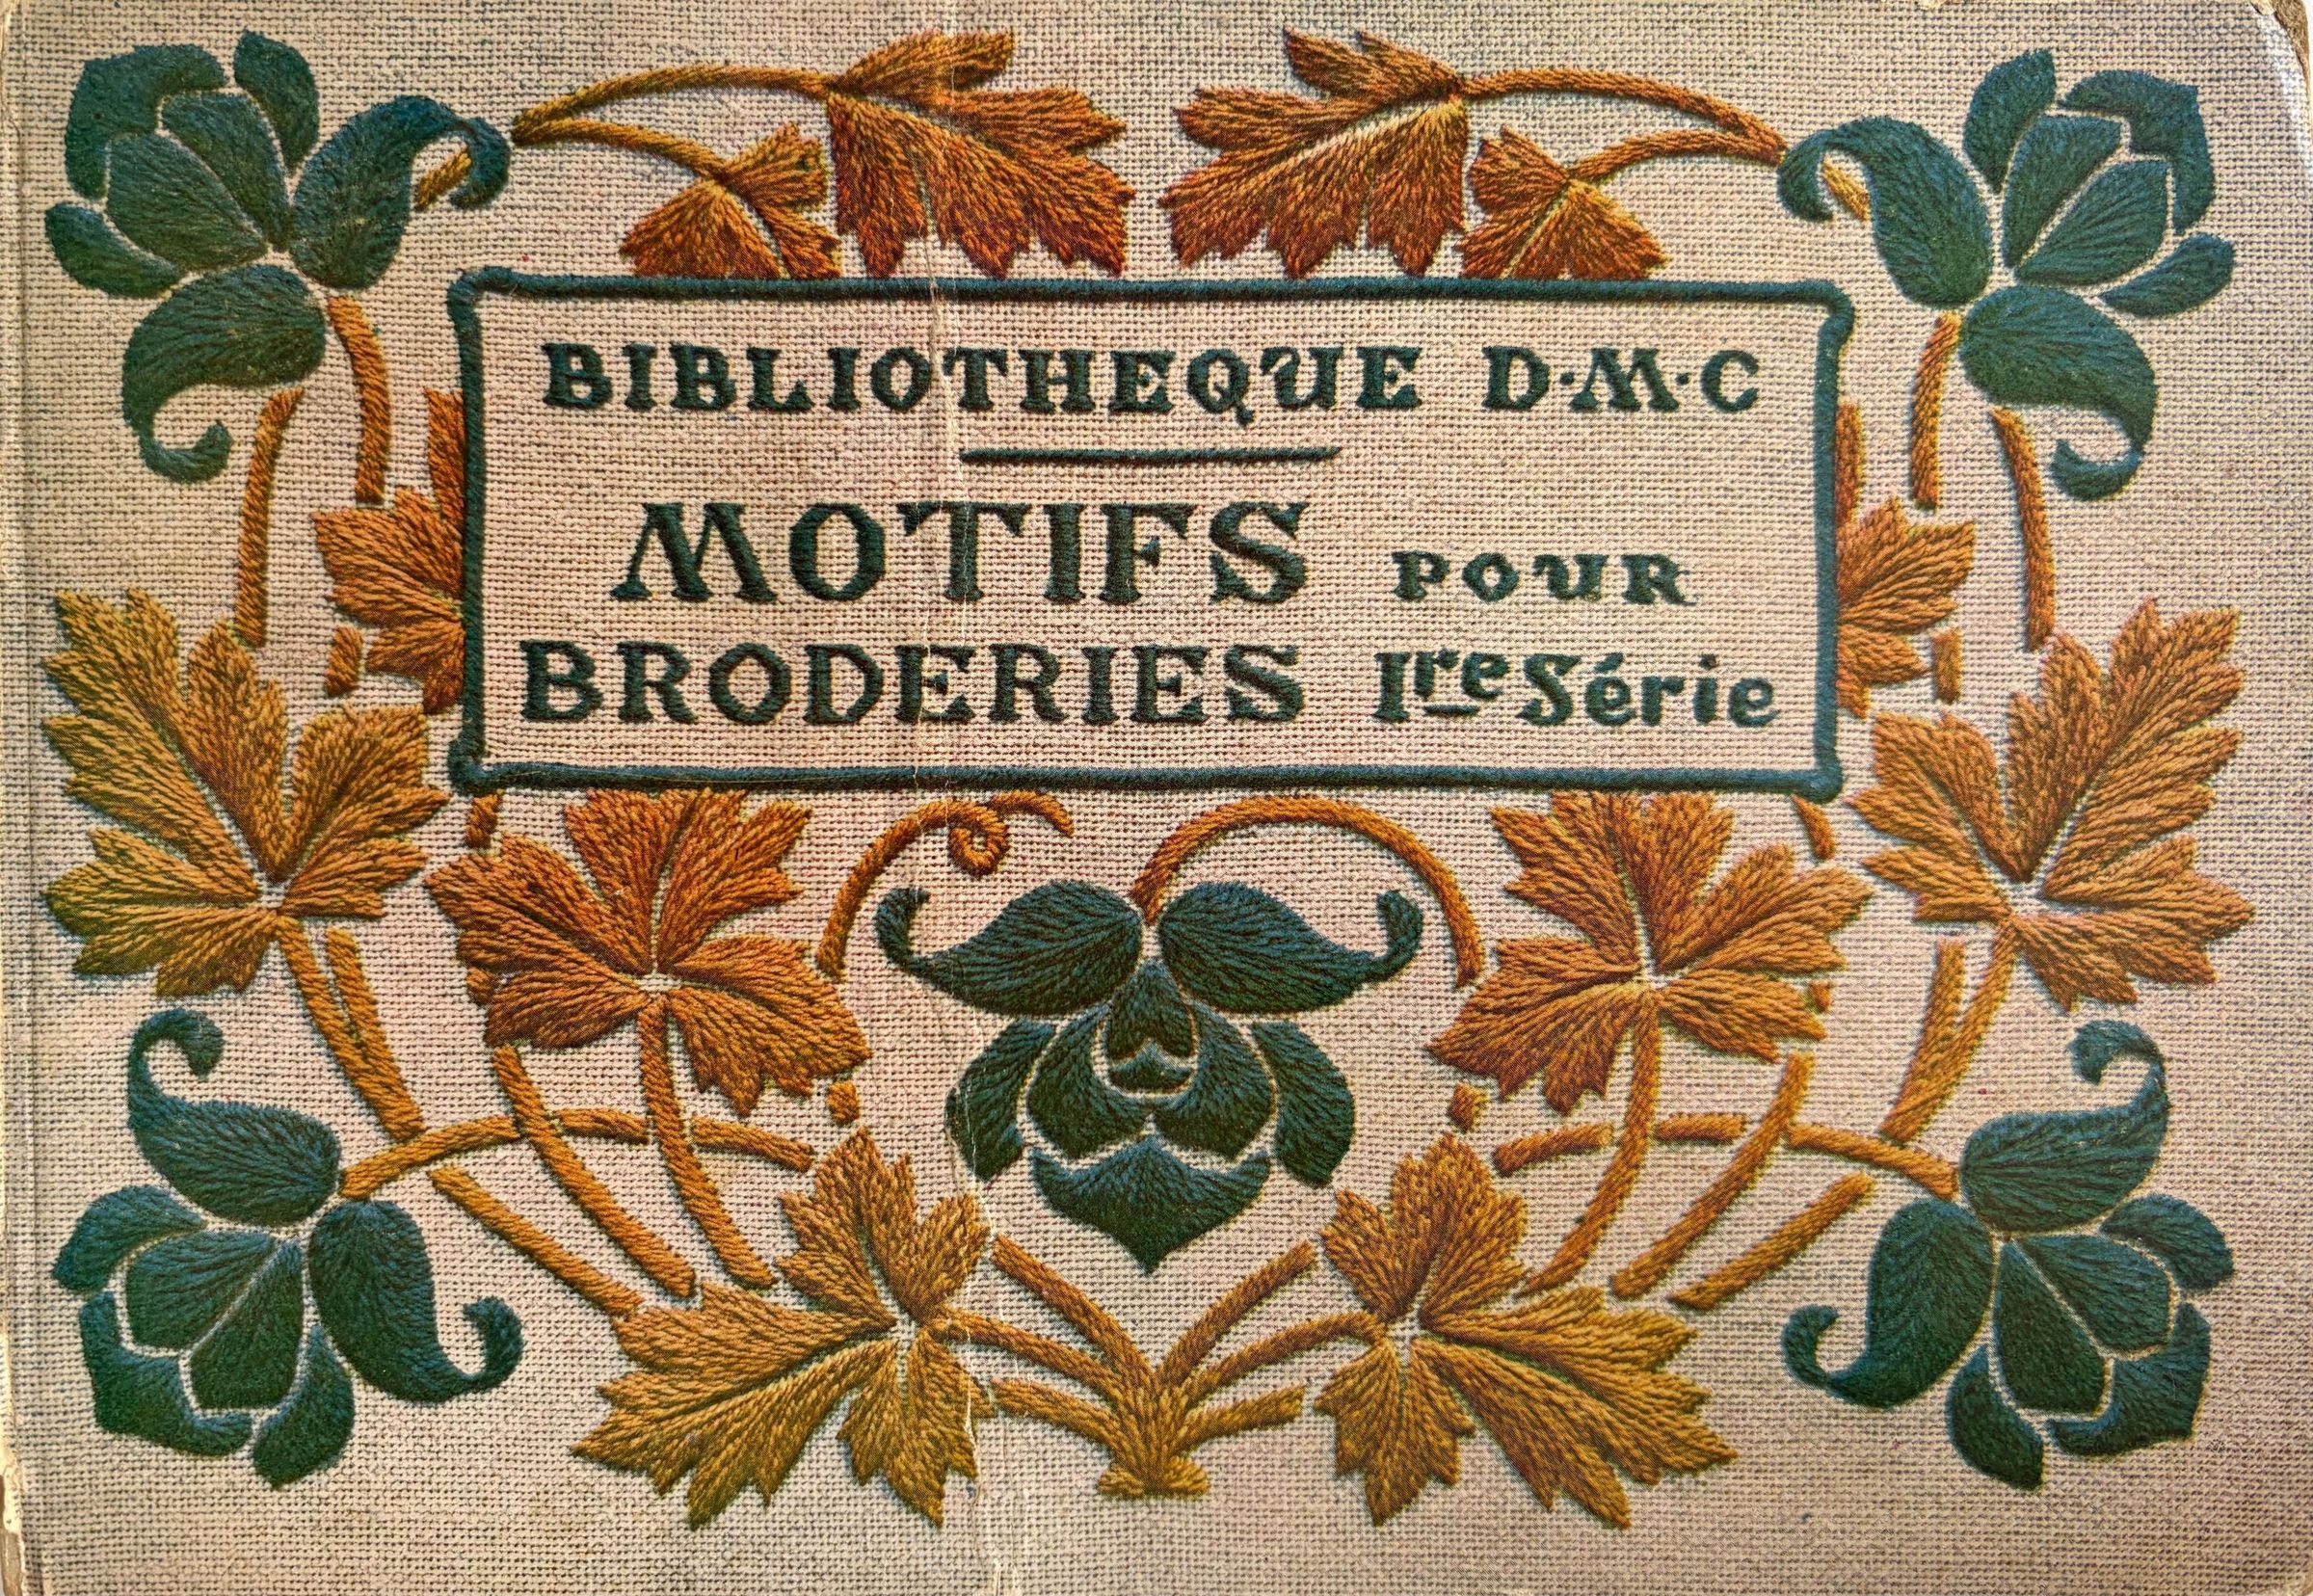 BIBLIOTHEQUE D·M·C
MOTIFS POUR
BRODERIES Ire Série